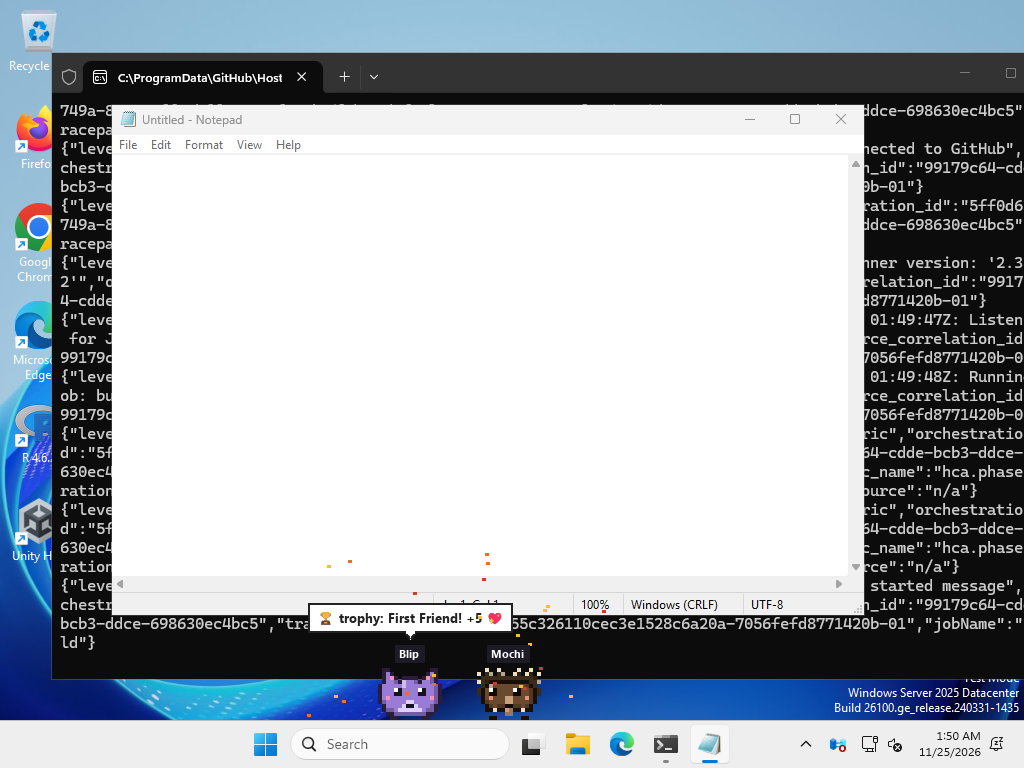 Recycle
C:\ProgramData\GitHub\Host
Untitled - Notepad
File Edit Format View Help
749a-8
ddce-698630ec4bc5"
racepa
{"leve
nected to GitHub",
chestr
n_id":"99179c64-cd
bcb3-d
0b-01"}
{"leve
ration_id":"5ff0d6
749a-8
ddce-698630ec4bc5"
racepa
{"leve
nner version: '2.3
2'","o
relation_id":"9917
4-cdde
d8771420b-01"}
{"leve
01:49:47Z: Listen
for J
rce_correlation_id
99179c
7056fefd8771420b-0
{"leve
01:49:48Z: Runnin
ob: bu
rce_correlation_id
99179c
7056fefd8771420b-0
{"leve
ric","orchestratio
d":"5f
64-cdde-bcb3-ddce-
630ec4
c_name":"hca.phase
ration
ource":"n/a"}
{"leve
ric","orchestratio
d":"5f
64-cdde-bcb3-ddce-
630ec4
c_name":"hca.phase
ration
rce":"n/a"}
{"leve
started message",
chestr
n_id":"99179c64-cd
bcb3-ddce-698630ec4bc5","tra
55c326110cec3e1528c6a20a-7056fefd8771420b-01","jobName":"
ld"}
Firefo
Googl
Chrom
Micros
Edge
R 4.6.
Unity H
100% Windows (CRLF) UTF-8
🏆 trophy: First Friend! +5 💖
Blip Mochi
Test Mode
Windows Server 2025 Datacenter
Build 26100.ge_release.240331-1435
Search
1:50 AM
11/25/2026